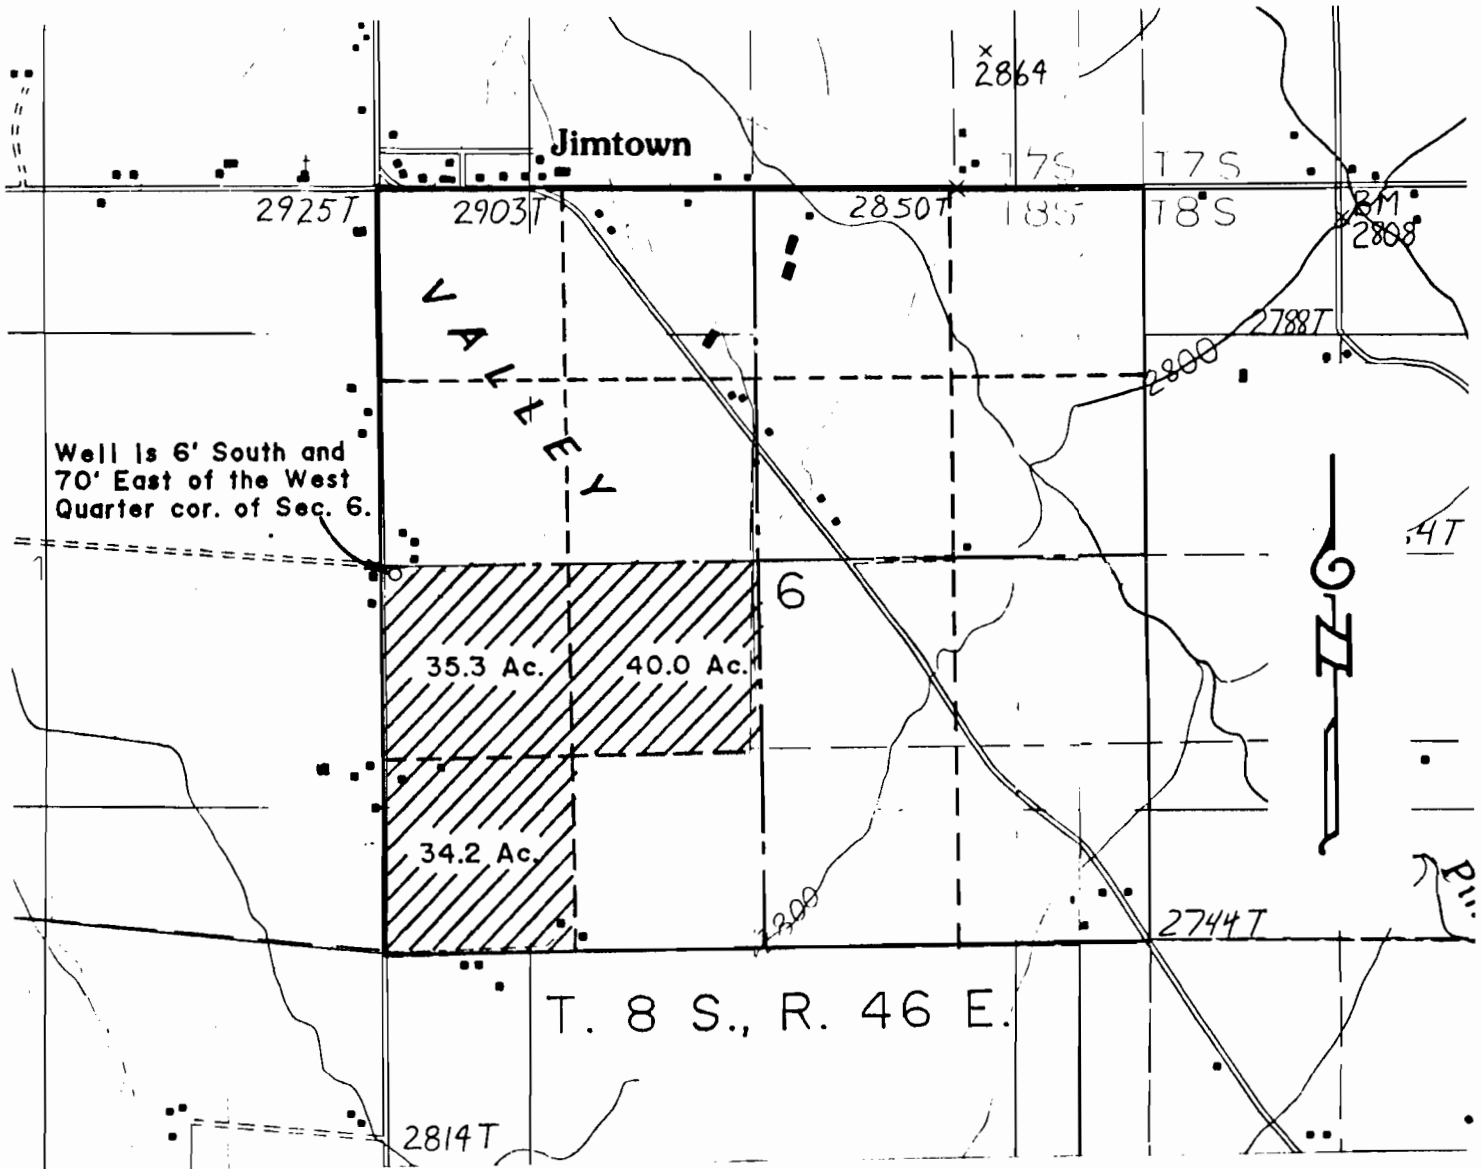 2864
Jimtown
T7S T7S
2925T 2903T 2850T T8S T8S
BM
2808
VALLEY
2788T
2800
Well is 6' South and
70' East of the West
Quarter cor. of Sec. 6.
1
6
N
35.3 Ac. 40.0 Ac.
34.2 Ac.
2744T
T. 8 S., R. 46 E.
2814T